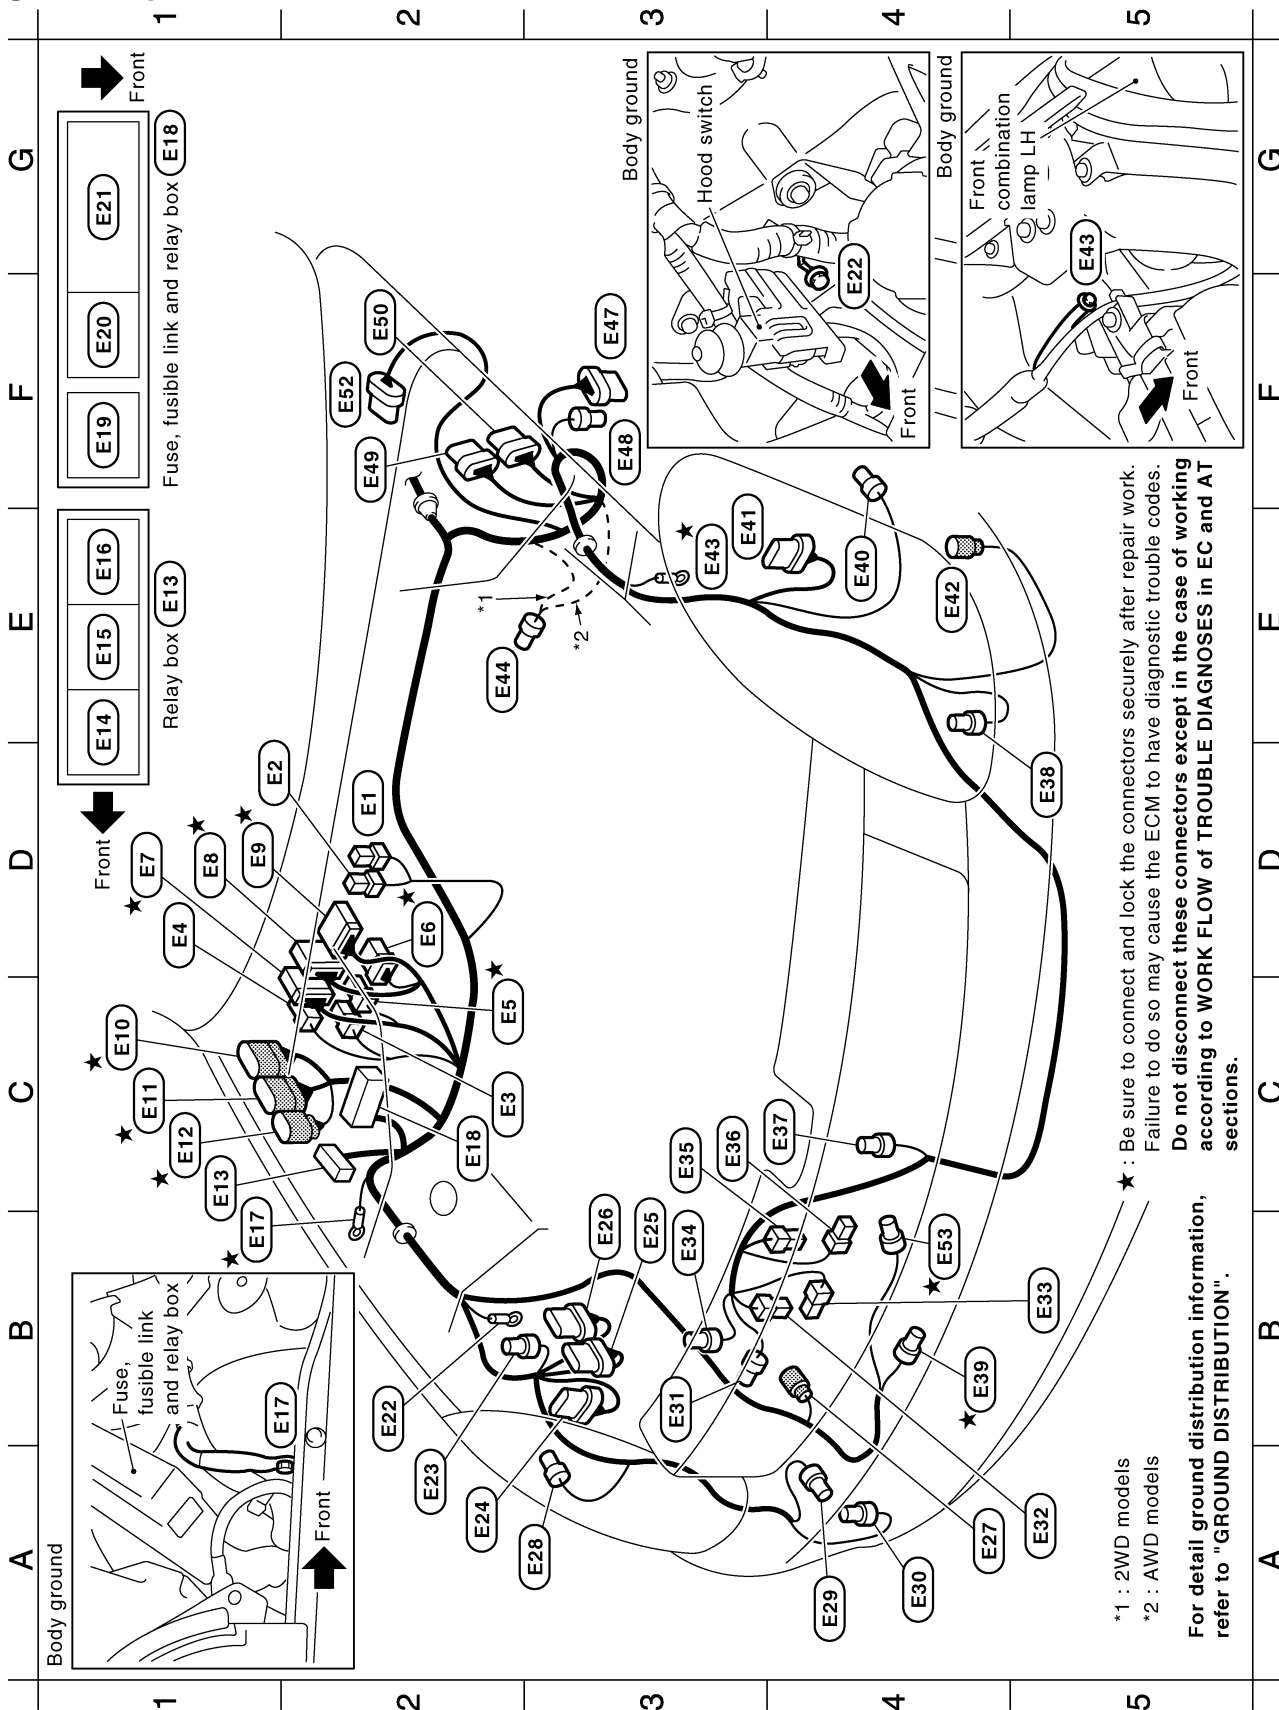 1
2
3
4
5
G
F
E
D
C
B
A
Body ground
Fuse,
fusible link
and relay box
E17
Front
Front
E14
E15
E16
Relay box E13
E19
E20
E21
Fuse, fusible link and relay box E18
Front
E7
★
E8
★
E9
★
E2
E1
E4
★
E6
★
E5
E10
★
E11
★
E12
★
E13
E17
★
E3
E18
E52
E50
E49
E47
E48
*1
*2
E44
E43
★
E41
E40
E42
E38
E26
E25
E34
E35
E36
E37
E22
E23
E24
E28
E31
E53
★
E33
E39
★
E32
E27
E30
E29
Body ground
Hood switch
E22
Front
Body ground
Front
combination
lamp LH
E43
Front
★ : Be sure to connect and lock the connectors securely after repair work.
Failure to do so may cause the ECM to have diagnostic trouble codes.
Do not disconnect these connectors except in the case of working
according to WORK FLOW of TROUBLE DIAGNOSES in EC and AT
sections.
*1 : 2WD models
*2 : AWD models
For detail ground distribution information,
refer to "GROUND DISTRIBUTION".
1
2
3
4
5
G
F
E
D
C
B
A